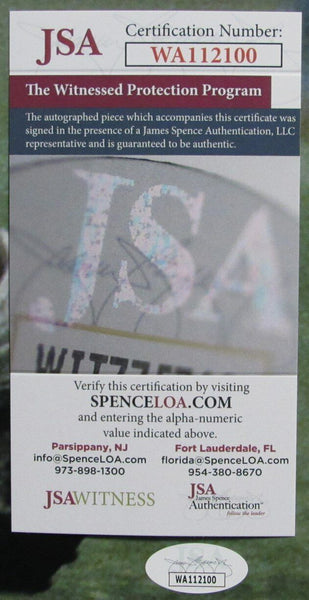 JSA
Certification Number:
WA112100
The Witnessed Protection Program
The autographed piece which accompanies this certificate was
signed in the presence of a James Spence Authentication, LLC
representative and is guaranteed to be authentic.
JSA
Verify this certification by visiting
SPENCELOA.COM
and entering the alpha-numeric
value indicated above.
Parsippany, NJ
info@SpenceLOA.com
973-898-1300
Fort Lauderdale, FL
florida@SpenceLOA.com
954-380-8670
JSAWITNESS
JSA
James Spence
Authentication
follow the leader
WA112100